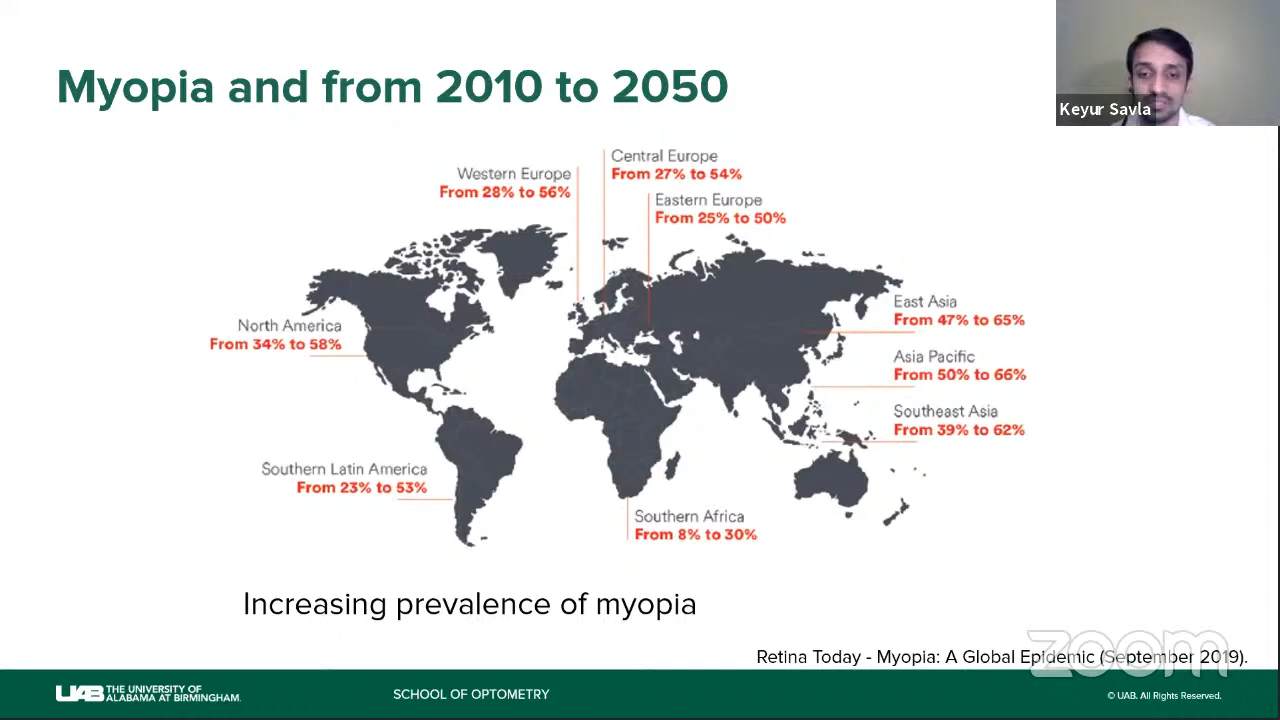 Myopia and from 2010 to 2050
Keyur Savla
Central Europe
From 27% to 54%
Western Europe
From 28% to 56%
Eastern Europe
From 25% to 50%
East Asia
From 47% to 65%
North America
From 34% to 58%
Asia Pacific
From 50% to 66%
Southeast Asia
From 39% to 62%
Southern Latin America
From 23% to 53%
Southern Africa
From 8% to 30%
Increasing prevalence of myopia
zoom
Retina Today - Myopia: A Global Epidemic (September 2019).
UAB THE UNIVERSITY OF
ALABAMA AT BIRMINGHAM.
SCHOOL OF OPTOMETRY
© UAB. All Rights Reserved.